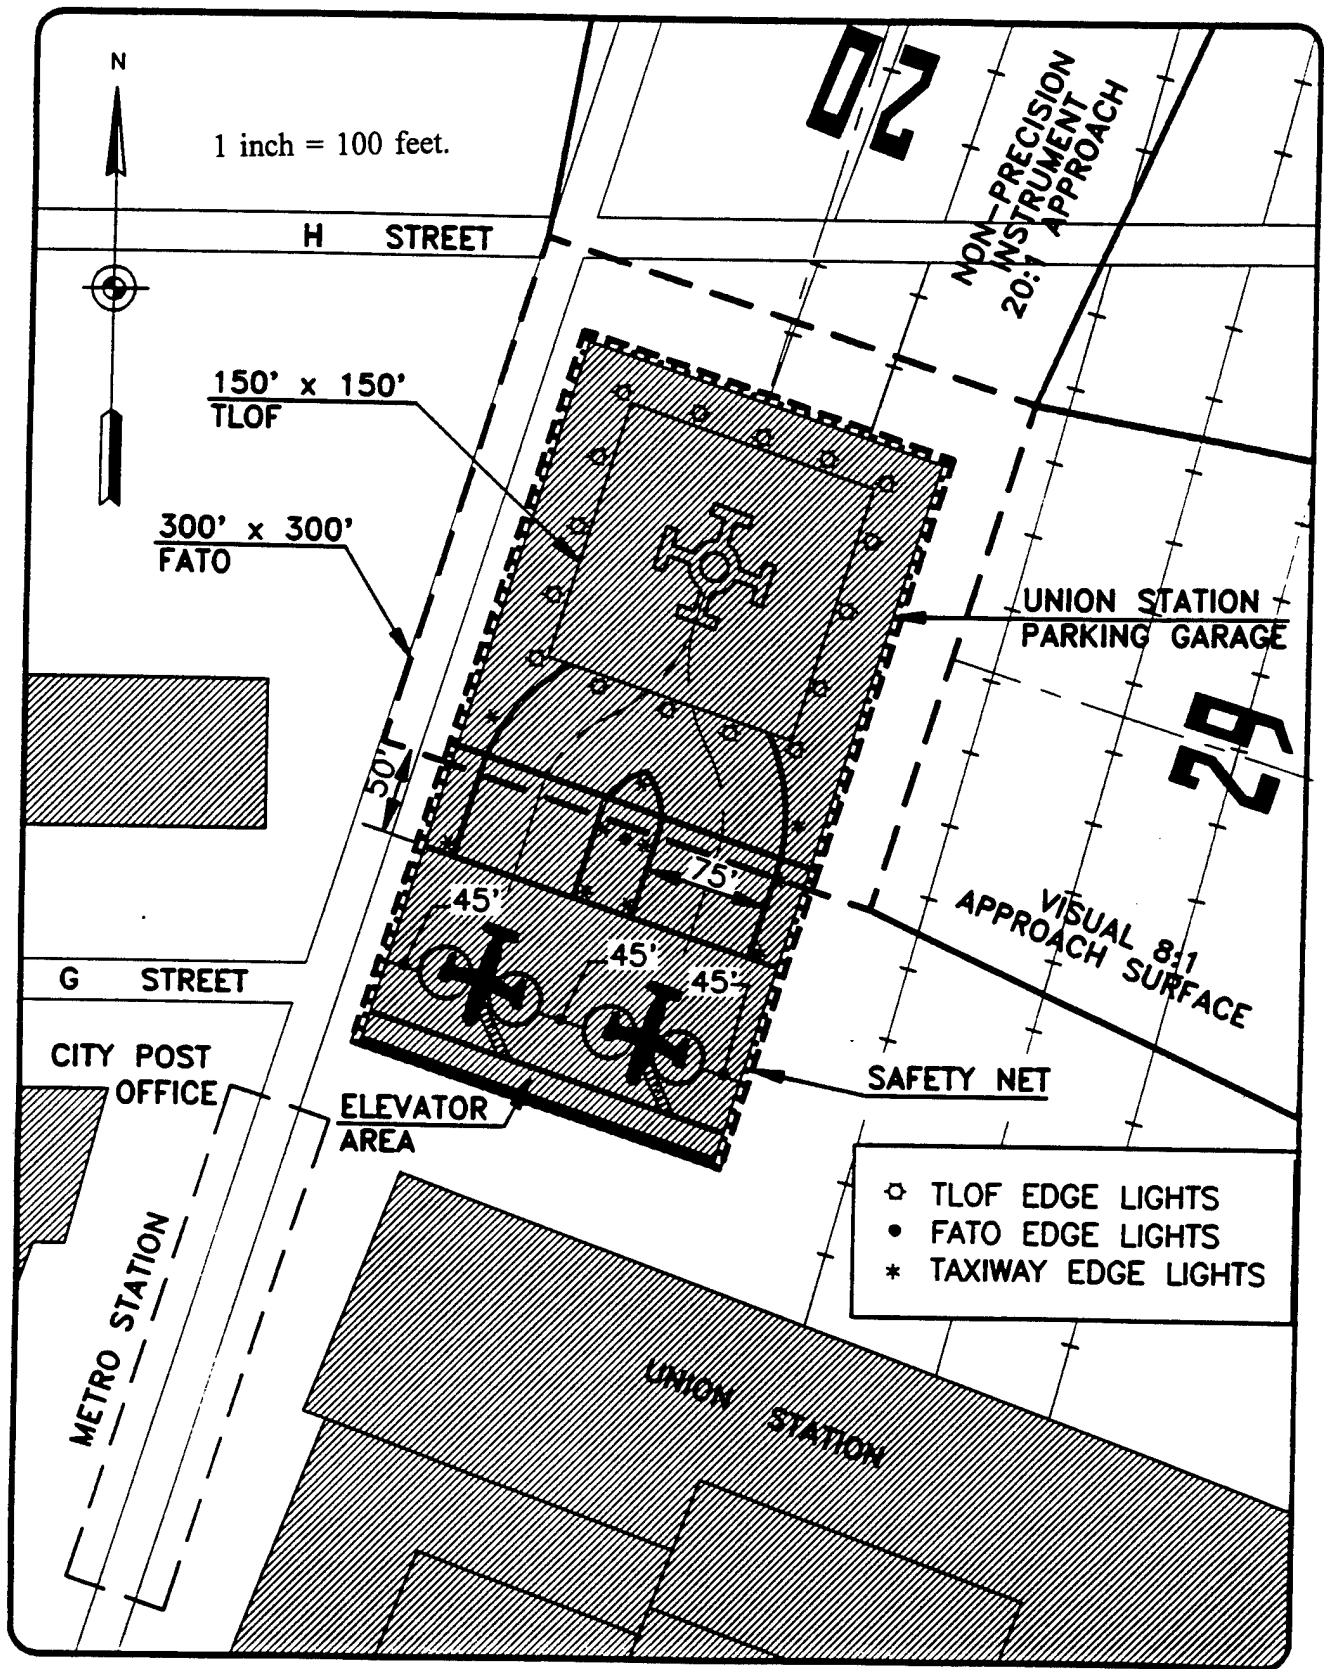 N
1 inch = 100 feet.
20
NON-PRECISION
INSTRUMENT
20:1 APPROACH
H STREET
150' x 150'
TLOF
300' x 300'
FATO
UNION STATION
PARKING GARAGE
29
50'
75'
VISUAL 8:1
APPROACH SURFACE
45'
45'
45'
G STREET
CITY POST
OFFICE
ELEVATOR
AREA
SAFETY NET
METRO STATION
TLOF EDGE LIGHTS
FATO EDGE LIGHTS
TAXIWAY EDGE LIGHTS
UNION STATION